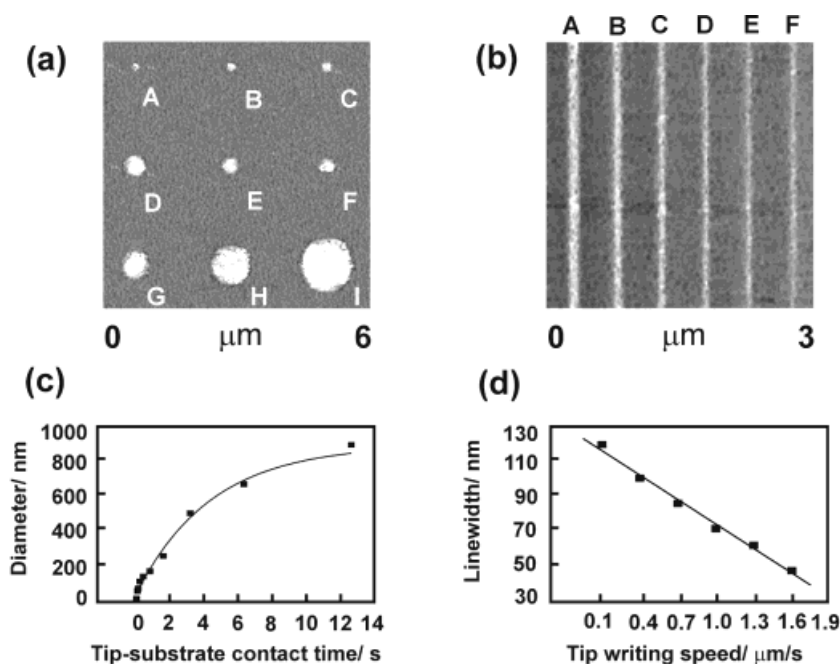 (a)
A B C
D E F
G H I
0 μm 6
(b)
A B C D E F
0 μm 3
(c)
Diameter/ nm
1000
800
600
400
200
0
0 2 4 6 8 10 12 14
Tip-substrate contact time/ s
(d)
Linewidth/ nm
130
110
90
70
50
30
0.1 0.4 0.7 1.0 1.3 1.6 1.9
Tip writing speed/ μm/s